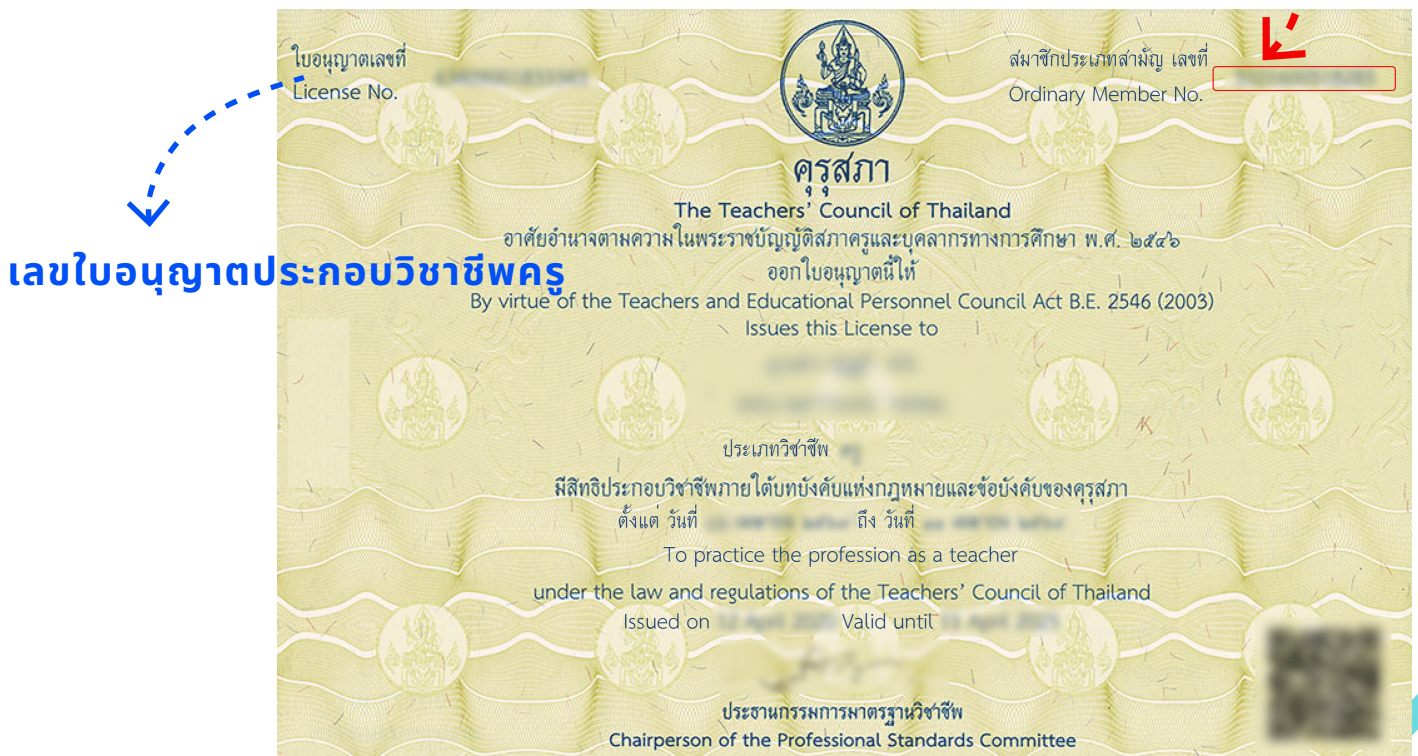 ใบอนุญาตเลขที่
License No.
สมาชิกประเภทสามัญ เลขที่
Ordinary Member No.
คุรุสภา
The Teachers' Council of Thailand
อาศัยอำนาจตามความในพระราชบัญญัติสภาครูและบุคลากรทางการศึกษา พ.ศ. ๒๕๔๖
เลขใบอนุญาตประกอบวิชาชีพครู
ออกใบอนุญาตนี้ให้
By virtue of the Teachers and Educational Personnel Council Act B.E. 2546 (2003)
Issues this License to
ประเภทวิชาชีพ
มีสิทธิประกอบวิชาชีพภายใต้บทบังคับแห่งกฎหมายและข้อบังคับของคุรุสภา
ตั้งแต่ วันที่ ถึง วันที่
To practice the profession as a teacher
under the law and regulations of the Teachers' Council of Thailand
Issued on Valid until
ประธานกรรมการมาตรฐานวิชาชีพ
Chairperson of the Professional Standards Committee